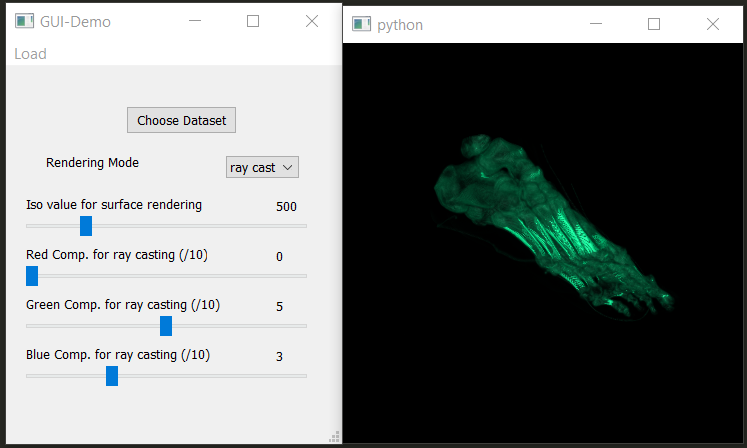 GUI-Demo
Load
Choose Dataset
Rendering Mode ray cast
Iso value for surface rendering 500
Red Comp. for ray casting (/10) 0
Green Comp. for ray casting (/10) 5
Blue Comp. for ray casting (/10) 3
python